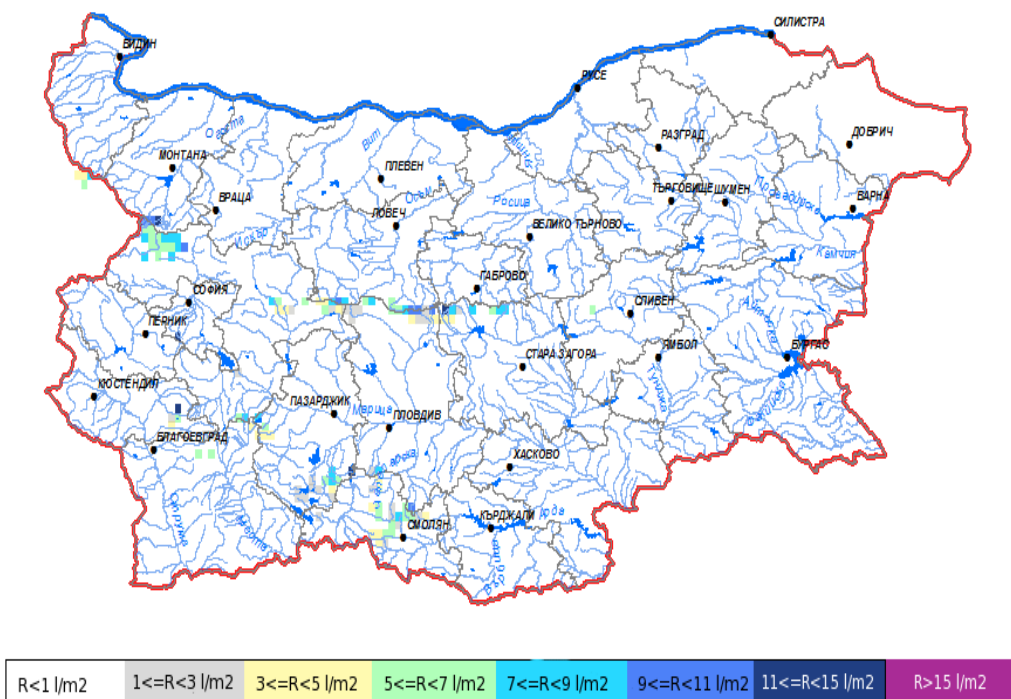 СИЛИСТРА
ВИДИН
РУСЕ
Огоста
Вит
РАЗГРАД
ДОБРИЧ
МОНТАНА
ПЛЕВЕН
ТЪРГОВИЩЕ
ШУМЕН
ВРАЦА
Осъм
Росица
ВАРНА
ЛОВЕЧ
Искър
ВЕЛИКО ТЪРНОВО
Камчия
ГАБРОВО
СОФИЯ
СЛИВЕН
ПЕРНИК
ЯМБОЛ
БУРГАС
СТАРА ЗАГОРА
КЮСТЕНДИЛ
ПАЗАРДЖИК
Марица
ПЛОВДИВ
БЛАГОЕВГРАД
ХАСКОВО
Струма
Места
СМОЛЯН
КЪРДЖАЛИ
R<1 l/m2
1<=R<3 l/m2
3<=R<5 l/m2
5<=R<7 l/m2
7<=R<9 l/m2
9<=R<11 l/m2
11<=R<15 l/m2
R>15 l/m2